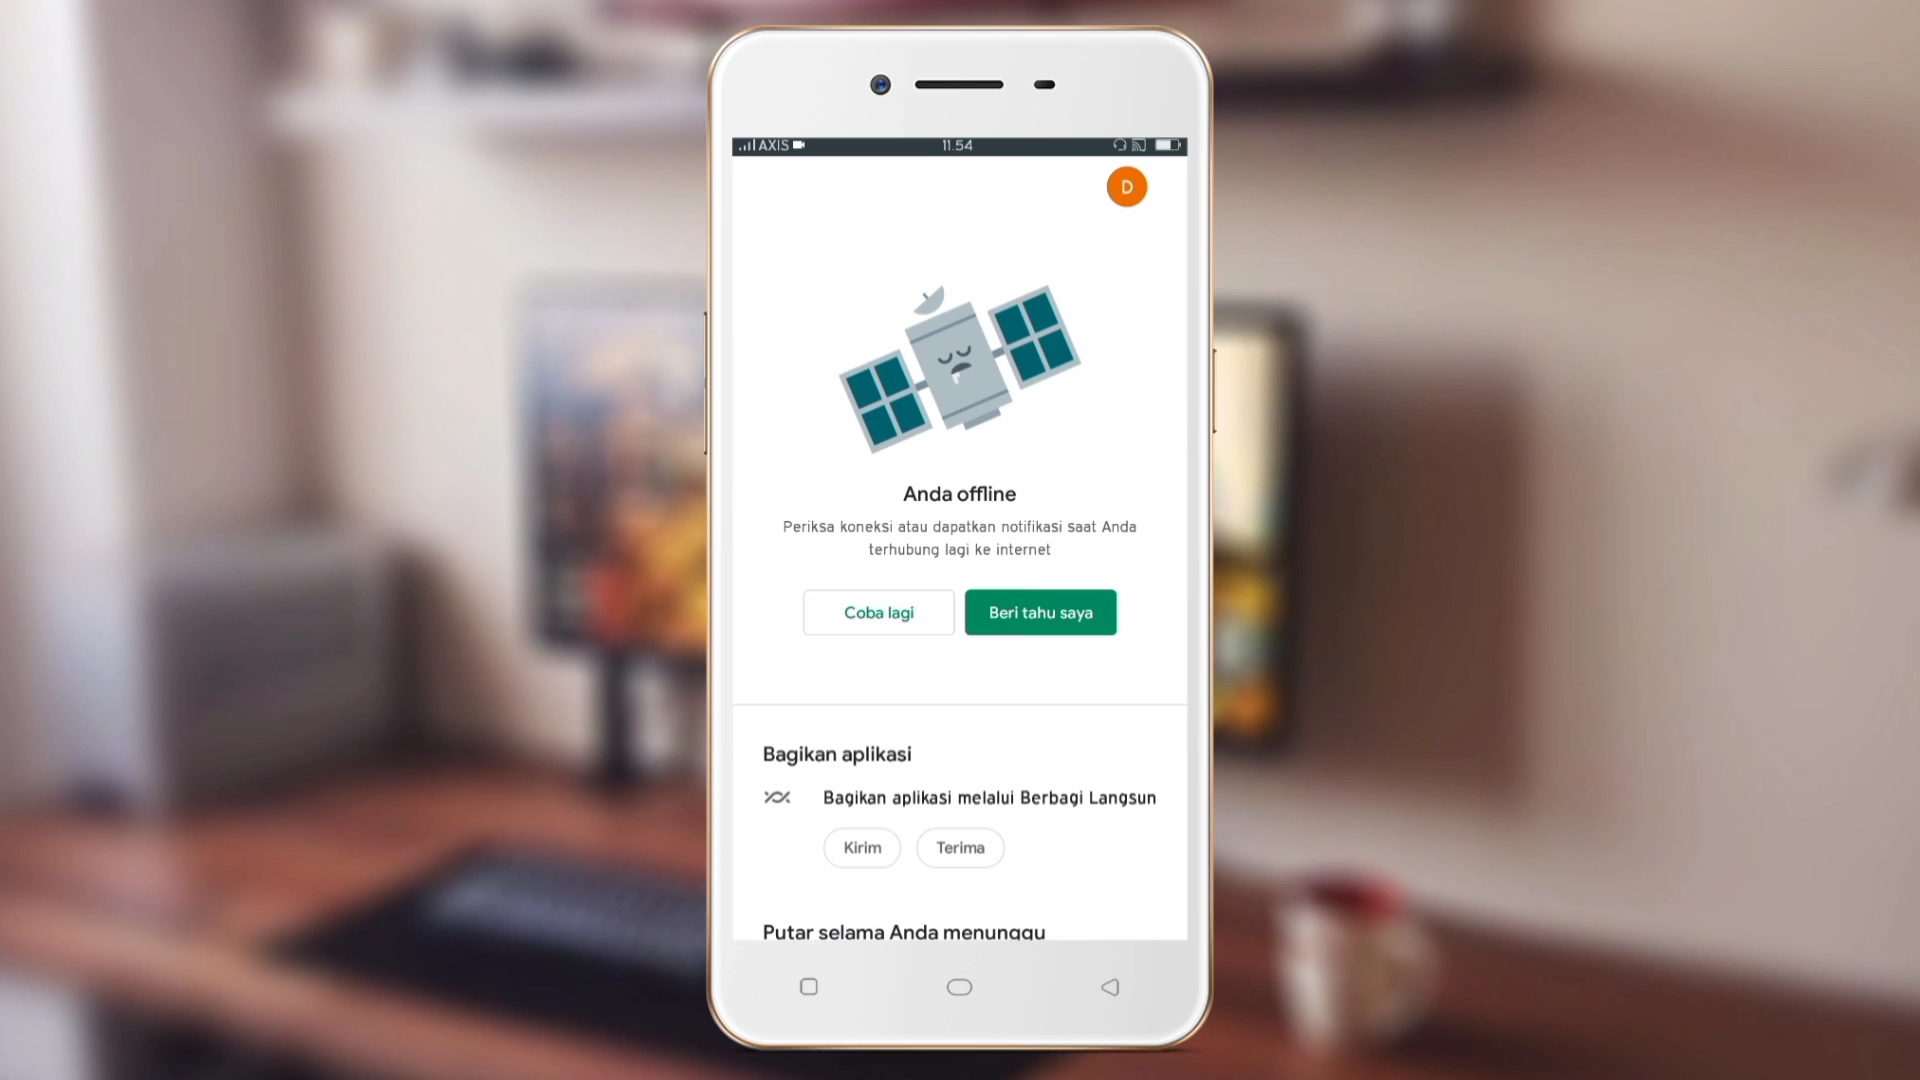 AXIS
11.54
D
Anda offline
Periksa koneksi atau dapatkan notifikasi saat Anda
terhubung lagi ke internet
Coba lagi
Beri tahu saya
Bagikan aplikasi
Bagikan aplikasi melalui Berbagi Langsun
Kirim
Terima
Putar selama Anda menunggu